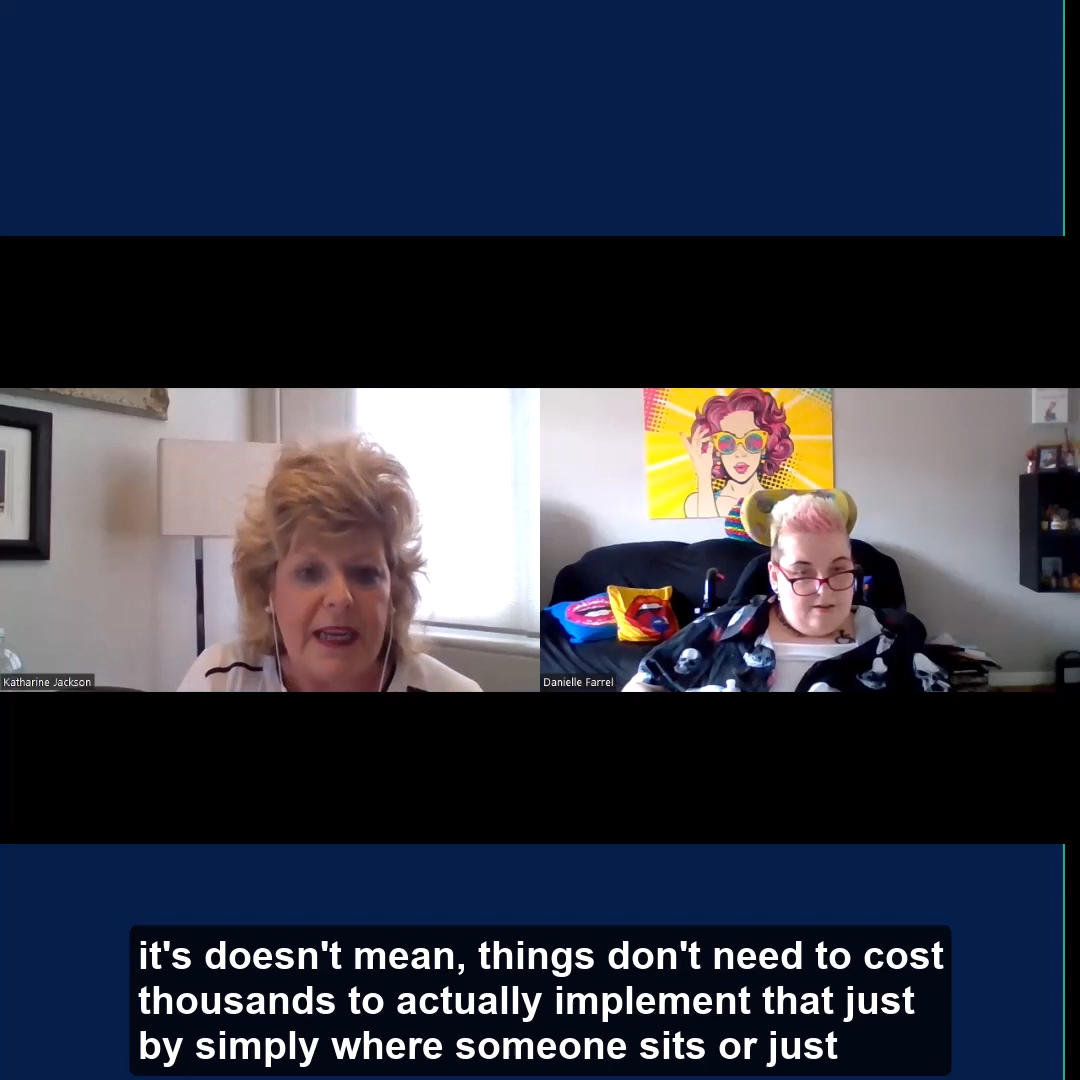 Katharine Jackson
Danielle Farrel
it's doesn't mean, things don't need to cost
thousands to actually implement that just
by simply where someone sits or just